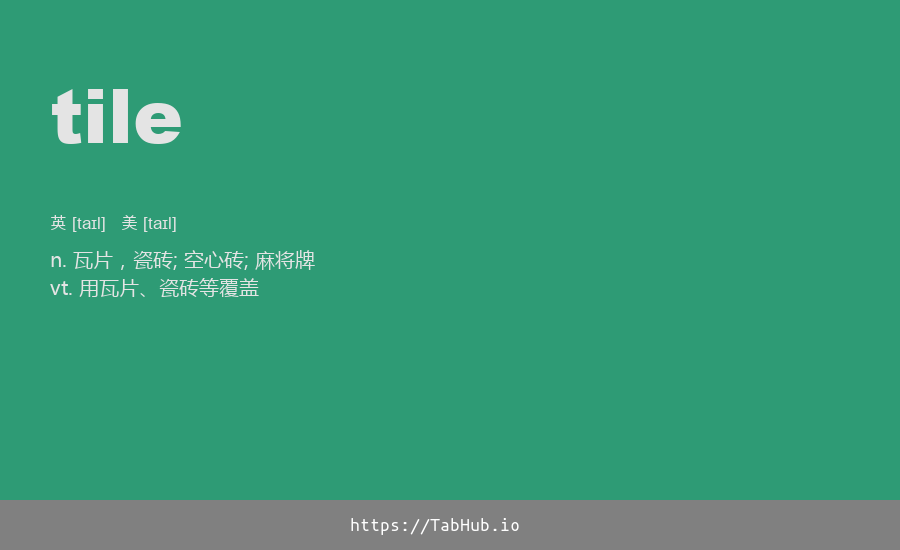 tile
英 [taɪl] 美 [taɪl]
n. 瓦片，瓷砖; 空心砖; 麻将牌
vt. 用瓦片、瓷砖等覆盖
https://TabHub.io